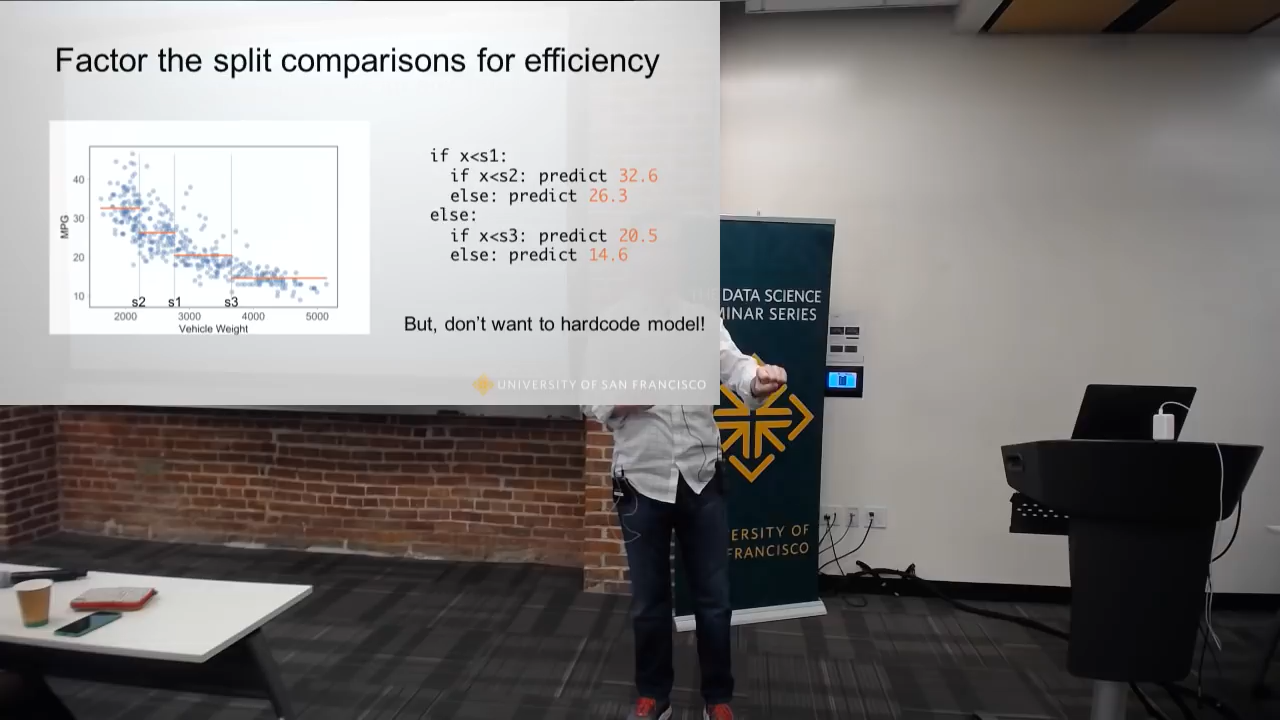 Factor the split comparisons for efficiency
MPG
40
30
20
10
s2 s1 s3
2000 3000 4000 5000
Vehicle Weight
if x<s1:
if x<s2: predict 32.6
else: predict 26.3
else:
if x<s3: predict 20.5
else: predict 14.6
But, don't want to hardcode model!
UNIVERSITY OF SAN FRANCISCO
DATA SCIENCE
SERIES
OF
FRANCISCO